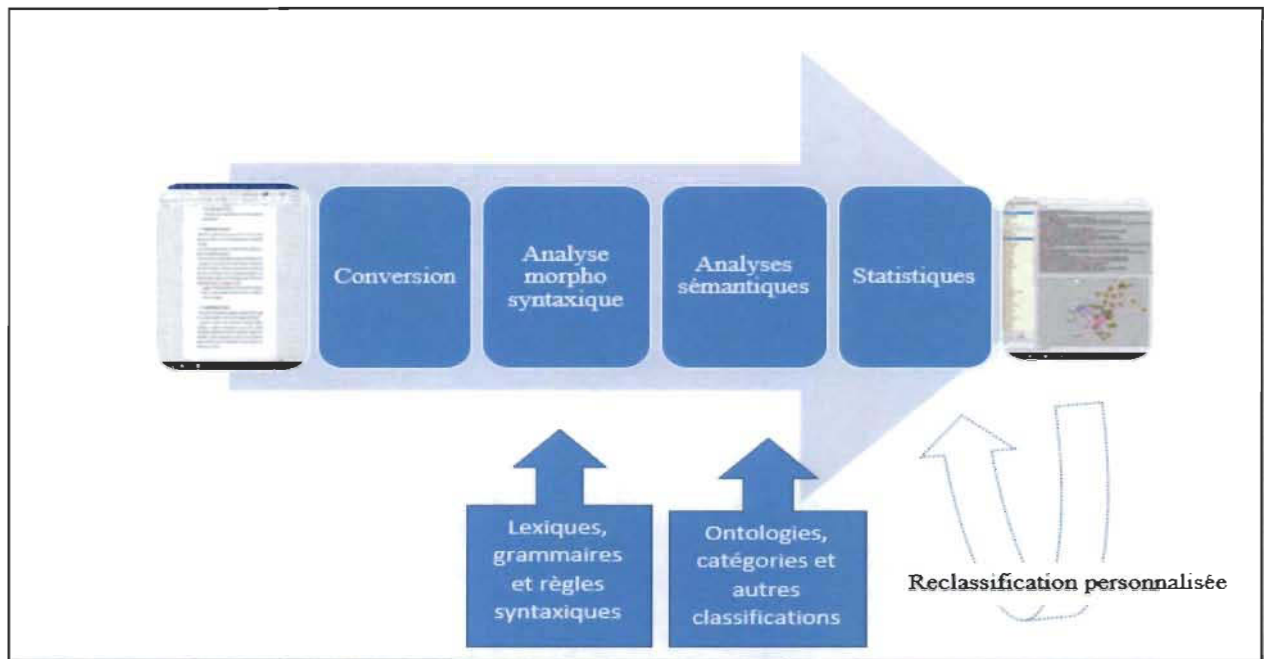 Conversion
Analyse
morpho
syntaxique
Analyses
sémantiques
Statistiques
Lexiques,
grammaires
et règles
syntaxiques
Ontologies,
catégories et
autres
classifications
Reclassification personnalisée